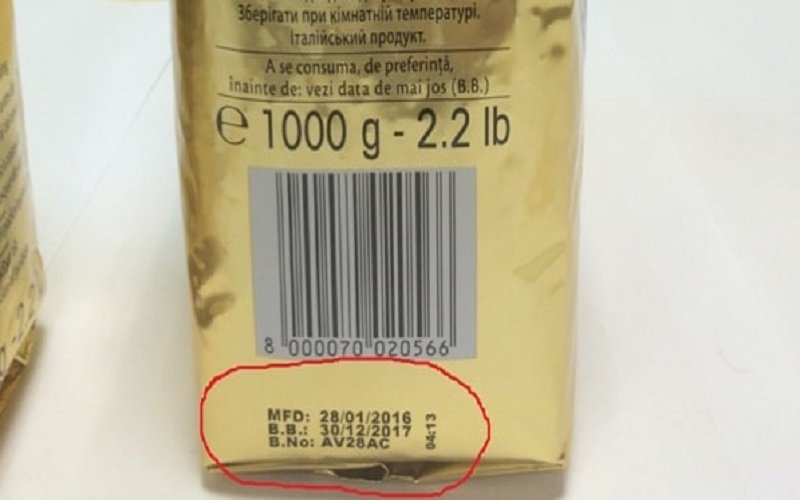 Зберігати при кімнатній температурі.
Італійський продукт.
A se consuma, de preferință,
înainte de: vezi data de mai jos (B.B.)
℮ 1000 g - 2.2 lb
8 000070 020566
MFD: 28/01/2016
B.B.: 30/12/2017
B.No: AV28AC
04:13